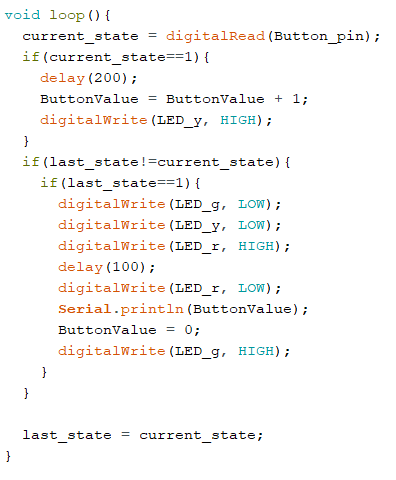 void loop(){
  current_state = digitalRead(Button_pin);
  if(current_state==1){
    delay(200);
    ButtonValue = ButtonValue + 1;
    digitalWrite(LED_y, HIGH);
  }
  if(last_state!=current_state){
    if(last_state==1){
      digitalWrite(LED_g, LOW);
      digitalWrite(LED_y, LOW);
      digitalWrite(LED_r, HIGH);
      delay(100);
      digitalWrite(LED_r, LOW);
      Serial.println(ButtonValue);
      ButtonValue = 0;
      digitalWrite(LED_g, HIGH);
    }
  }

  last_state = current_state;
}